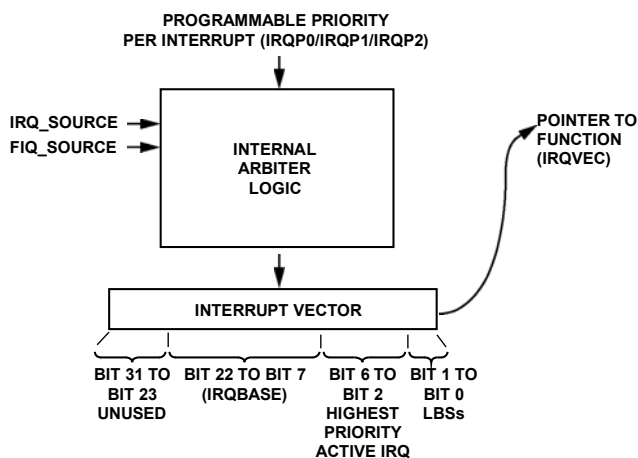 PROGRAMMABLE PRIORITY
PER INTERRUPT (IRQP0/IRQP1/IRQP2)
IRQ_SOURCE
FIQ_SOURCE
INTERNAL
ARBITER
LOGIC
POINTER TO
FUNCTION
(IRQVEC)
INTERRUPT VECTOR
BIT 31 TO
BIT 23
UNUSED
BIT 22 TO BIT 7
(IRQBASE)
BIT 6 TO
BIT 2
HIGHEST
PRIORITY
ACTIVE IRQ
BIT 1 TO
BIT 0
LBSs